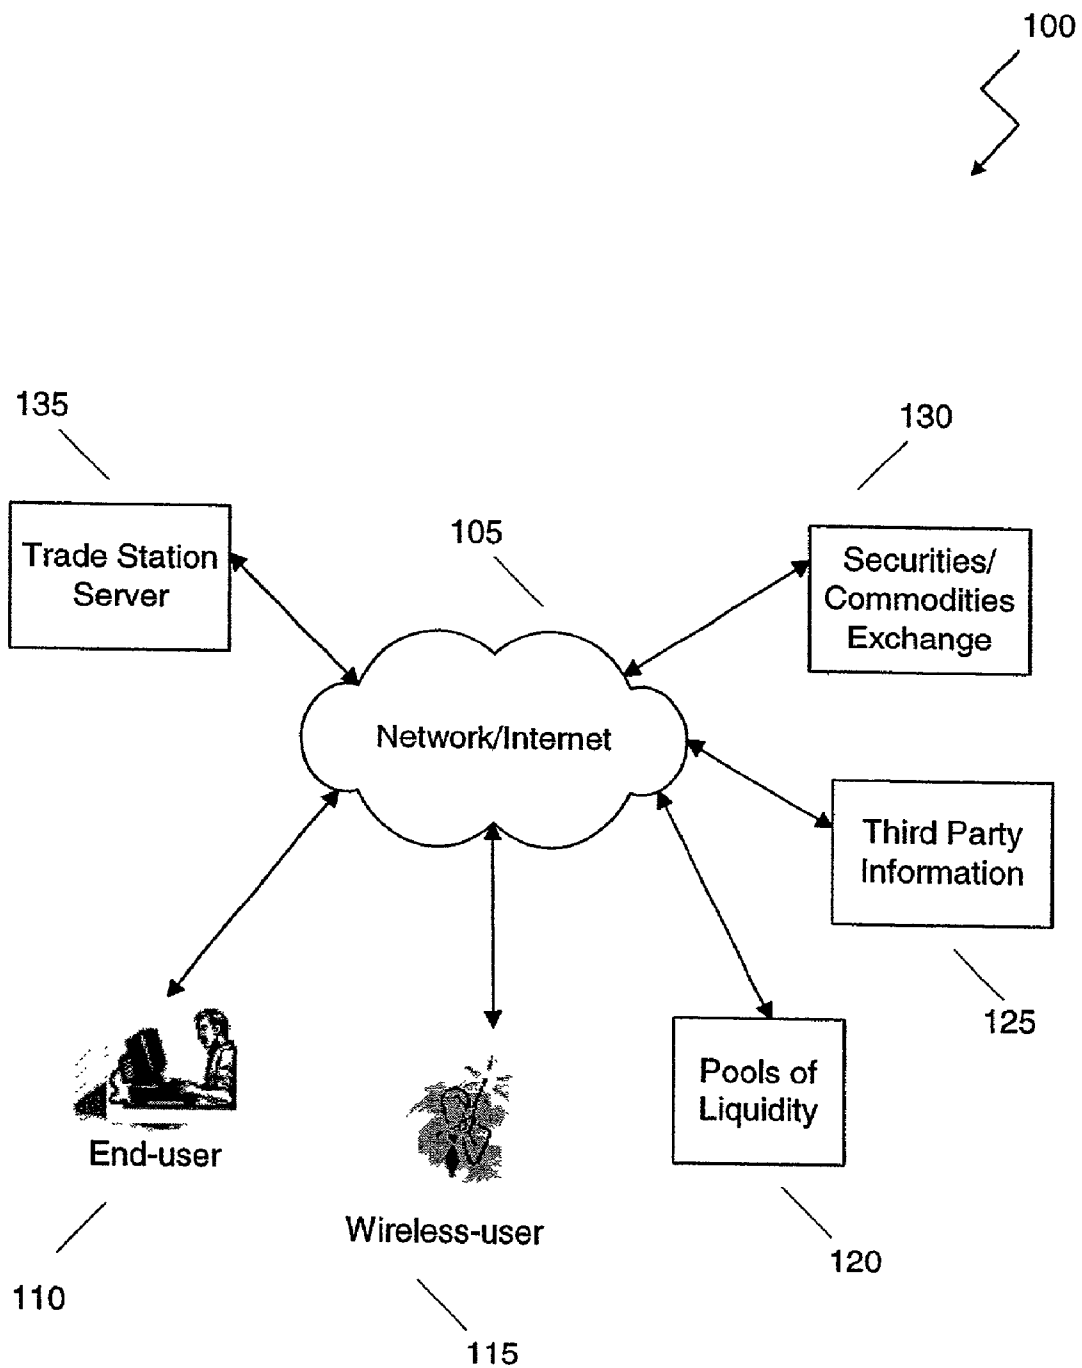 100
135
130
105
Trade Station
Server
Securities/
Commodities
Exchange
Network/Internet
Third Party
Information
125
Pools of
Liquidity
End-user
Wireless-user
120
110
115